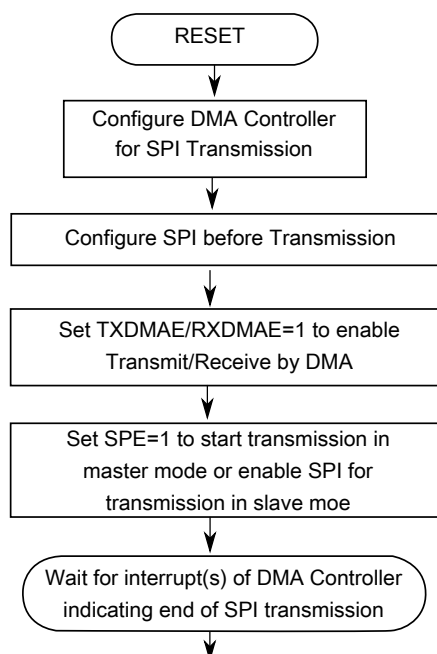 RESET
Configure DMA Controller
for SPI Transmission
Configure SPI before Transmission
Set TXDMAE/RXDMAE=1 to enable
Transmit/Receive by DMA
Set SPE=1 to start transmission in
master mode or enable SPI for
transmission in slave moe
Wait for interrupt(s) of DMA Controller
indicating end of SPI transmission